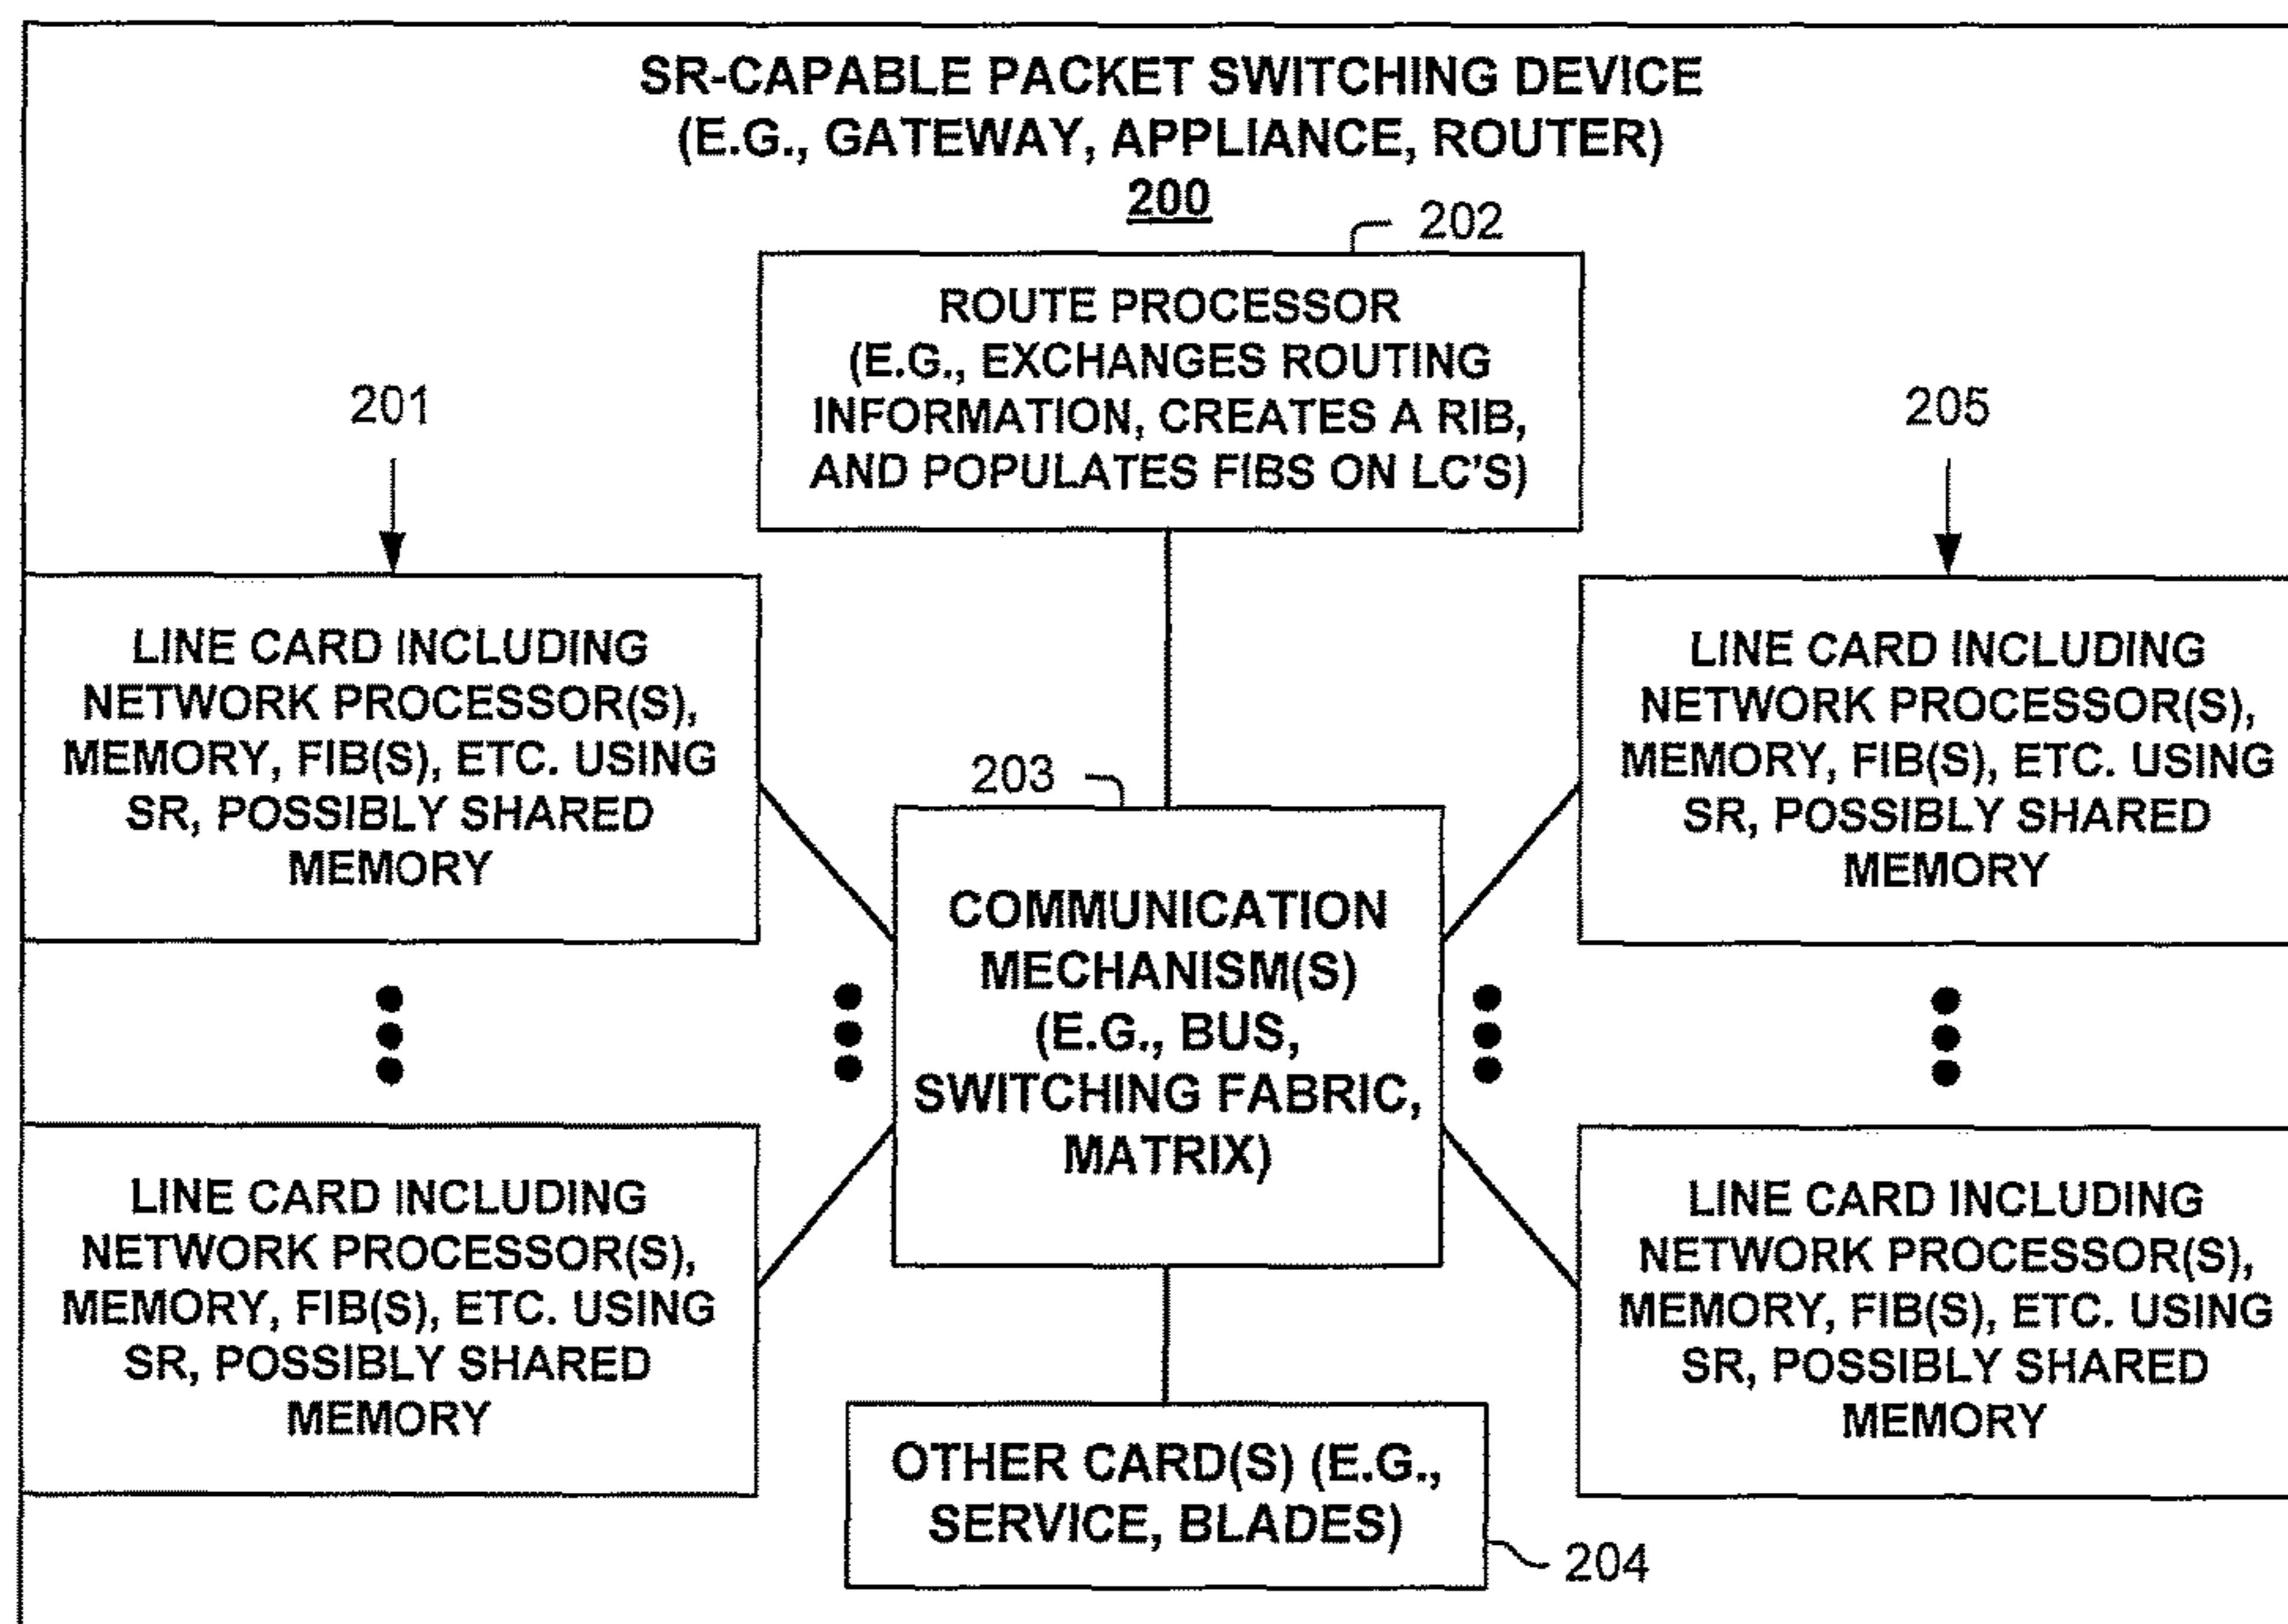 SR-CAPABLE PACKET SWITCHING DEVICE
(E.G., GATEWAY, APPLIANCE, ROUTER)
200
202
ROUTE PROCESSOR
(E.G., EXCHANGES ROUTING
INFORMATION, CREATES A RIB,
AND POPULATES FIBS ON LC'S)
201
LINE CARD INCLUDING
NETWORK PROCESSOR(S),
MEMORY, FIB(S), ETC. USING
SR, POSSIBLY SHARED
MEMORY
205
LINE CARD INCLUDING
NETWORK PROCESSOR(S),
MEMORY, FIB(S), ETC. USING
SR, POSSIBLY SHARED
MEMORY
203
COMMUNICATION
MECHANISM(S)
(E.G., BUS,
SWITCHING FABRIC,
MATRIX)
LINE CARD INCLUDING
NETWORK PROCESSOR(S),
MEMORY, FIB(S), ETC. USING
SR, POSSIBLY SHARED
MEMORY
LINE CARD INCLUDING
NETWORK PROCESSOR(S),
MEMORY, FIB(S), ETC. USING
SR, POSSIBLY SHARED
MEMORY
OTHER CARD(S) (E.G.,
SERVICE, BLADES)
204